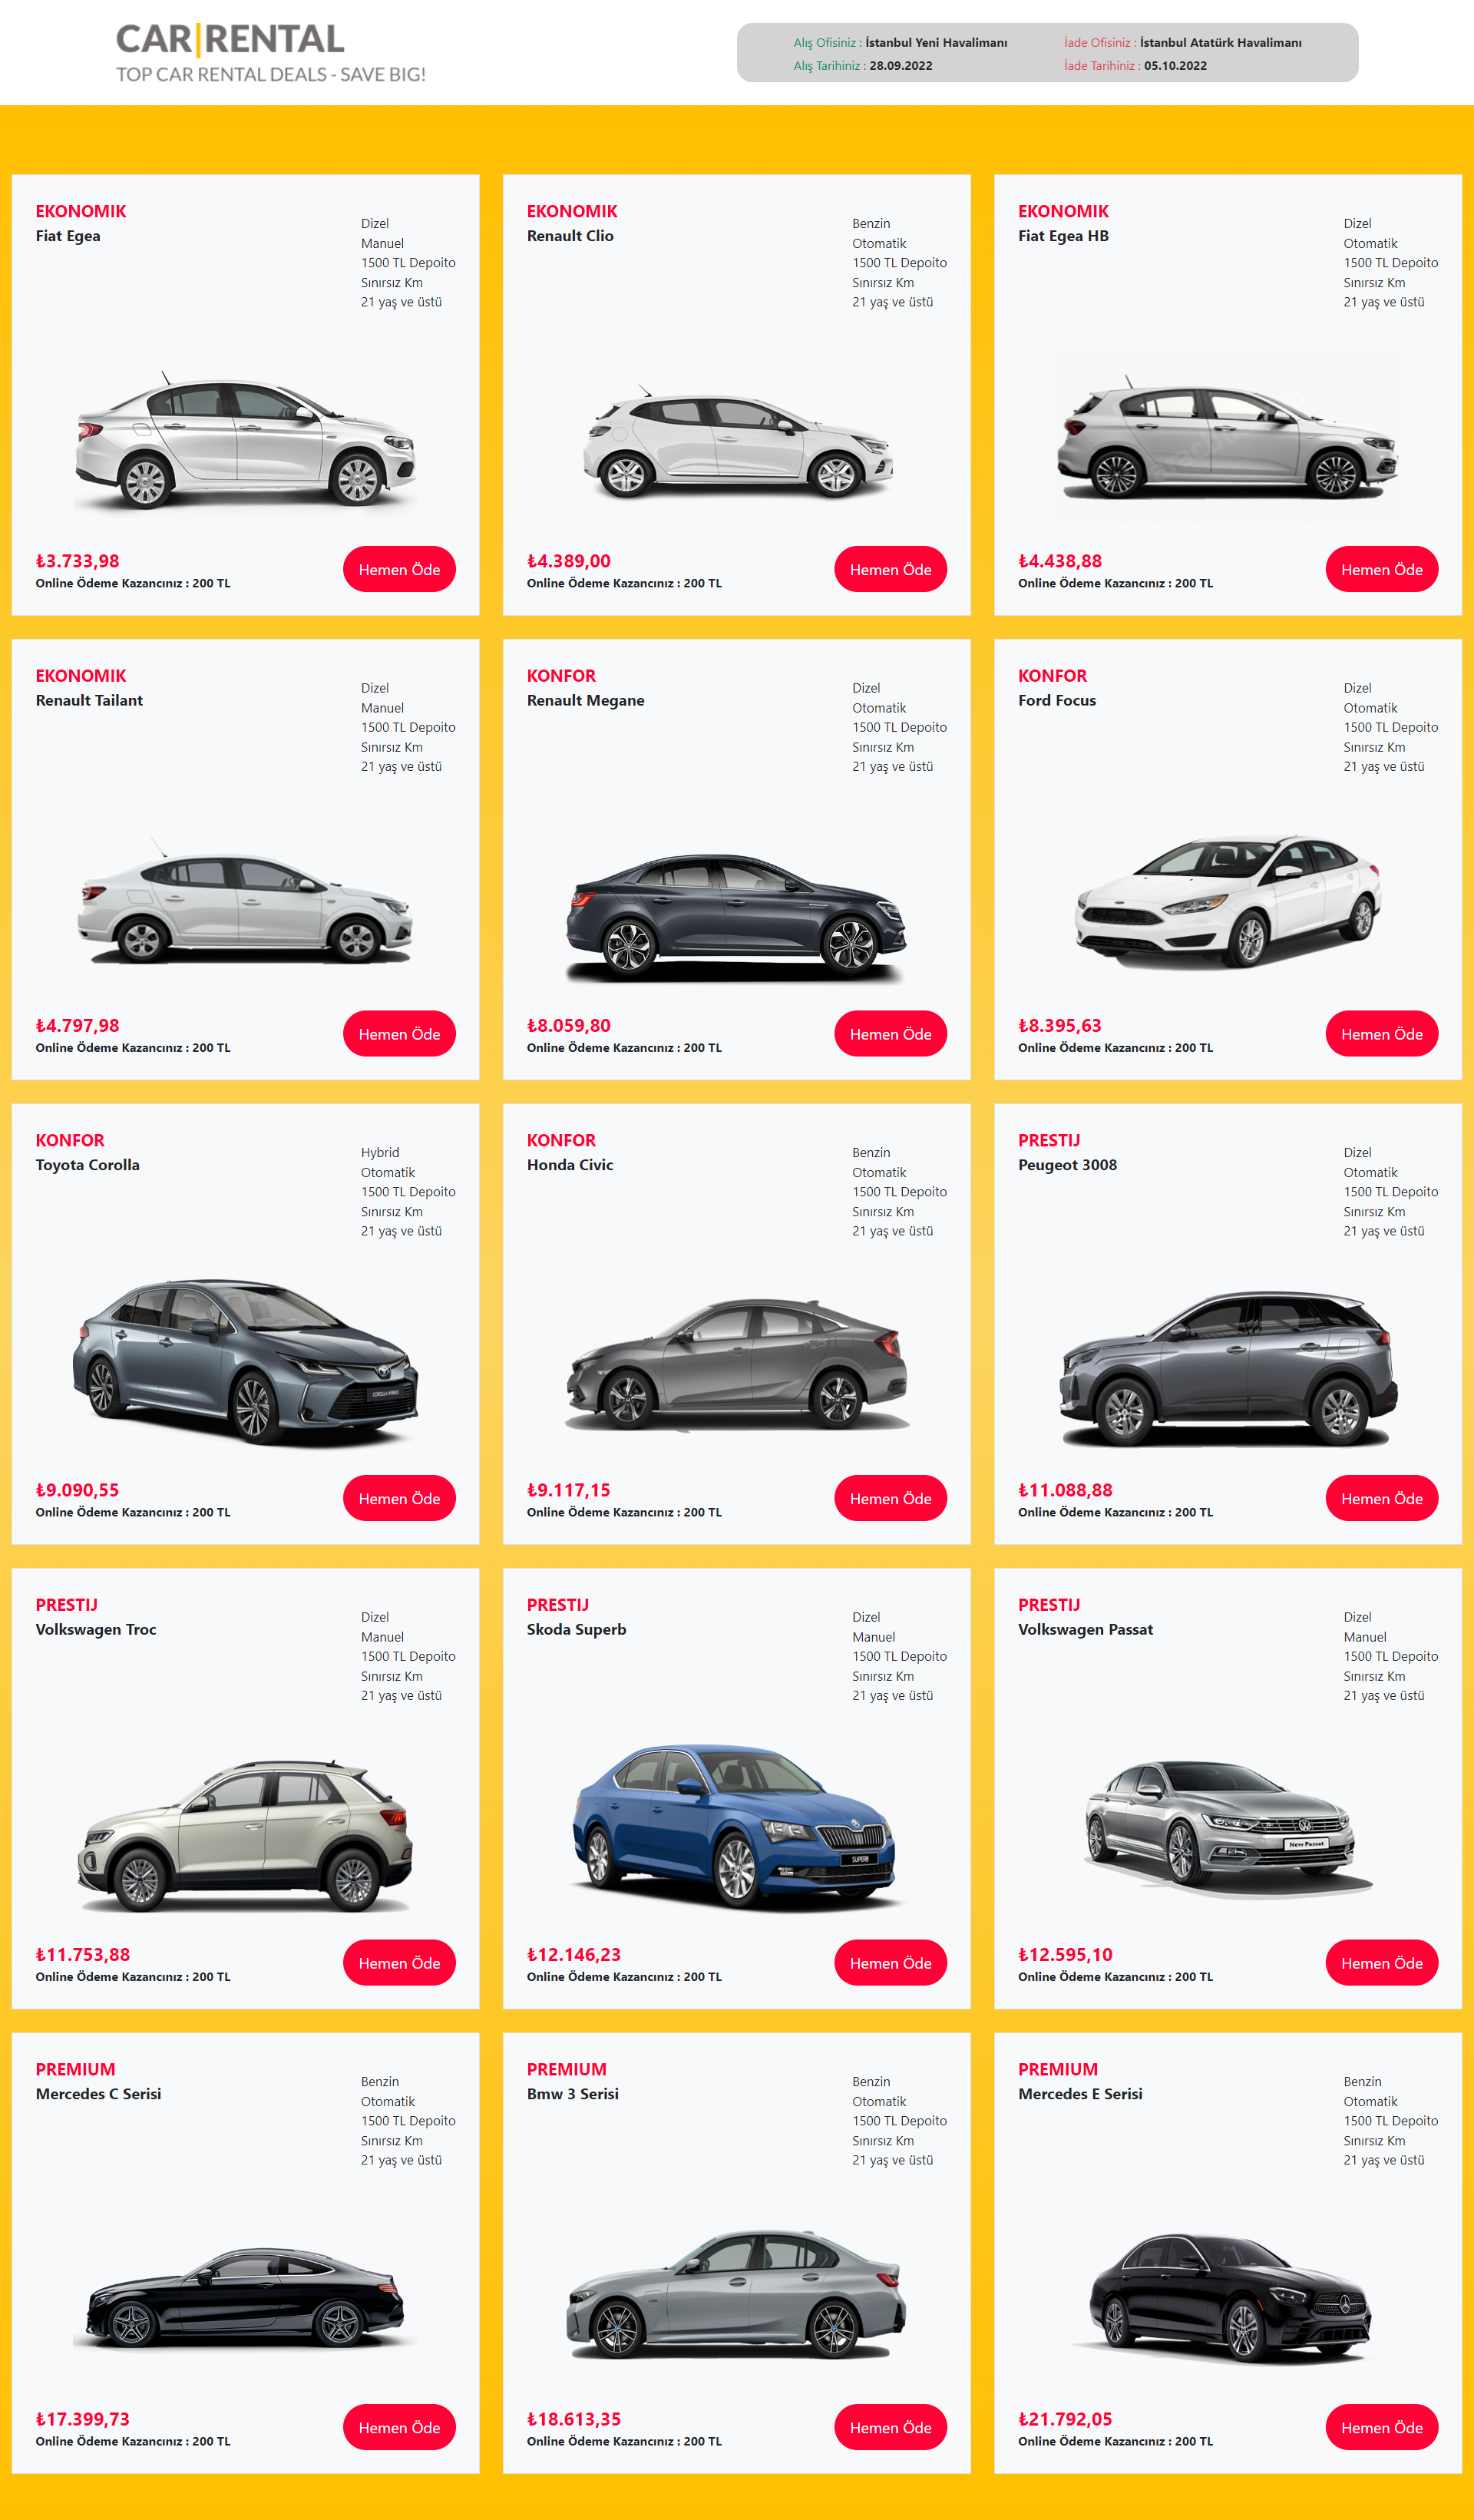 CAR|RENTAL
TOP CAR RENTAL DEALS - SAVE BIG!
Alış Ofisiniz : İstanbul Yeni Havalimanı
İade Ofisiniz : İstanbul Atatürk Havalimanı
Alış Tarihiniz : 28.09.2022
İade Tarihiniz : 05.10.2022
EKONOMIK
Fiat Egea
Dizel
Manuel
1500 TL Depoito
Sınırsız Km
21 yaş ve üstü
₺3.733,98
Online Ödeme Kazancınız : 200 TL
Hemen Öde
EKONOMIK
Renault Clio
Benzin
Otomatik
1500 TL Depoito
Sınırsız Km
21 yaş ve üstü
₺4.389,00
Online Ödeme Kazancınız : 200 TL
Hemen Öde
EKONOMIK
Fiat Egea HB
Dizel
Otomatik
1500 TL Depoito
Sınırsız Km
21 yaş ve üstü
₺4.438,88
Online Ödeme Kazancınız : 200 TL
Hemen Öde
EKONOMIK
Renault Tailant
Dizel
Manuel
1500 TL Depoito
Sınırsız Km
21 yaş ve üstü
₺4.797,98
Online Ödeme Kazancınız : 200 TL
Hemen Öde
KONFOR
Renault Megane
Dizel
Otomatik
1500 TL Depoito
Sınırsız Km
21 yaş ve üstü
₺8.059,80
Online Ödeme Kazancınız : 200 TL
Hemen Öde
KONFOR
Ford Focus
Dizel
Otomatik
1500 TL Depoito
Sınırsız Km
21 yaş ve üstü
₺8.395,63
Online Ödeme Kazancınız : 200 TL
Hemen Öde
KONFOR
Toyota Corolla
Hybrid
Otomatik
1500 TL Depoito
Sınırsız Km
21 yaş ve üstü
COROLLA HYBRID
₺9.090,55
Online Ödeme Kazancınız : 200 TL
Hemen Öde
KONFOR
Honda Civic
Benzin
Otomatik
1500 TL Depoito
Sınırsız Km
21 yaş ve üstü
₺9.117,15
Online Ödeme Kazancınız : 200 TL
Hemen Öde
PRESTIJ
Peugeot 3008
Dizel
Otomatik
1500 TL Depoito
Sınırsız Km
21 yaş ve üstü
₺11.088,88
Online Ödeme Kazancınız : 200 TL
Hemen Öde
PRESTIJ
Volkswagen Troc
Dizel
Manuel
1500 TL Depoito
Sınırsız Km
21 yaş ve üstü
₺11.753,88
Online Ödeme Kazancınız : 200 TL
Hemen Öde
PRESTIJ
Skoda Superb
Dizel
Manuel
1500 TL Depoito
Sınırsız Km
21 yaş ve üstü
SUPERB
₺12.146,23
Online Ödeme Kazancınız : 200 TL
Hemen Öde
PRESTIJ
Volkswagen Passat
Dizel
Manuel
1500 TL Depoito
Sınırsız Km
21 yaş ve üstü
New Passat
₺12.595,10
Online Ödeme Kazancınız : 200 TL
Hemen Öde
PREMIUM
Mercedes C Serisi
Benzin
Otomatik
1500 TL Depoito
Sınırsız Km
21 yaş ve üstü
₺17.399,73
Online Ödeme Kazancınız : 200 TL
Hemen Öde
PREMIUM
Bmw 3 Serisi
Benzin
Otomatik
1500 TL Depoito
Sınırsız Km
21 yaş ve üstü
₺18.613,35
Online Ödeme Kazancınız : 200 TL
Hemen Öde
PREMIUM
Mercedes E Serisi
Benzin
Otomatik
1500 TL Depoito
Sınırsız Km
21 yaş ve üstü
₺21.792,05
Online Ödeme Kazancınız : 200 TL
Hemen Öde